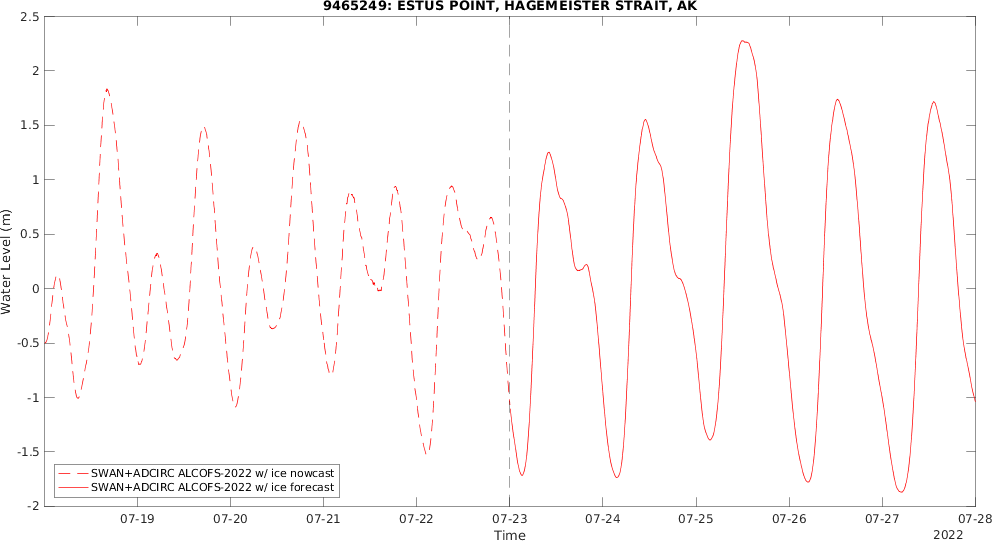 9465249: ESTUS POINT, HAGEMEISTER STRAIT, AK
2.5
2
1.5
1
0.5
0
-0.5
-1
-1.5
-2
Water Level (m)
SWAN+ADCIRC ALCOFS-2022 w/ ice nowcast
SWAN+ADCIRC ALCOFS-2022 w/ ice forecast
07-19 07-20 07-21 07-22 07-23 07-24 07-25 07-26 07-27 07-28
Time
2022